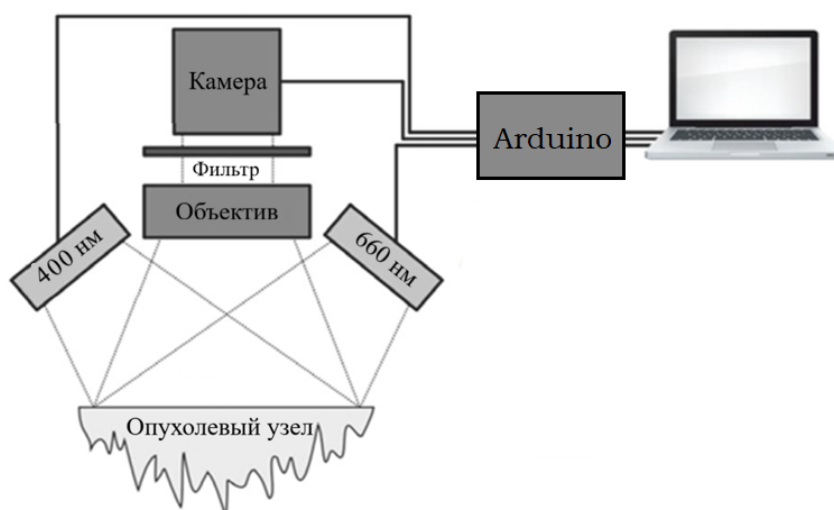 Камера
Arduino
Фильтр
Объектив
400 нм
660 нм
Опухолевый узел